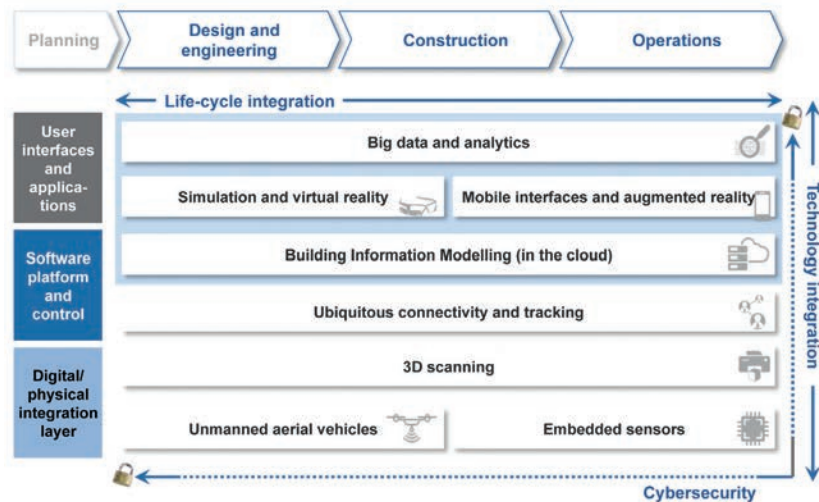 Planning
Design and
engineering
Construction
Operations
Life-cycle integration
User
interfaces
and
applica-
tions
Big data and analytics
Simulation and virtual reality
Mobile interfaces and augmented reality
Software
platform
and
control
Building Information Modelling (in the cloud)
Ubiquitous connectivity and tracking
Digital/
physical
integration
layer
3D scanning
Unmanned aerial vehicles
Embedded sensors
Technology integration
Cybersecurity